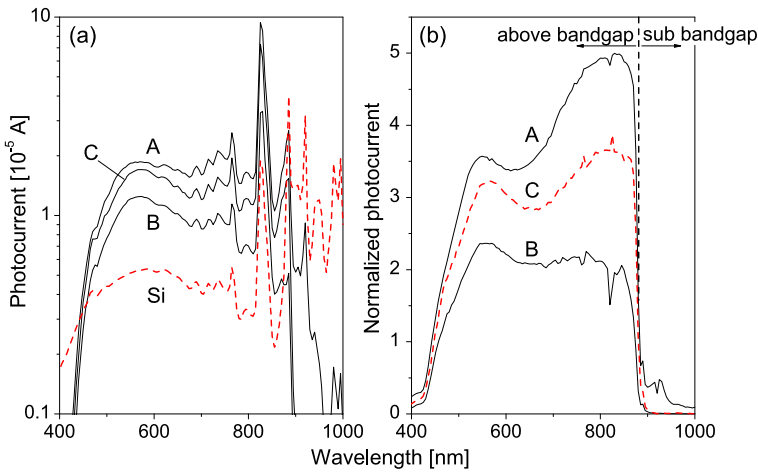 (a)
10
1
0.1
Photocurrent [10⁻⁵ A]
A
C
B
Si
400
600
800
1000
(b)
above bandgap
sub bandgap
5
4
3
2
1
0
Normalized photocurrent
A
C
B
400
600
800
1000
Wavelength [nm]